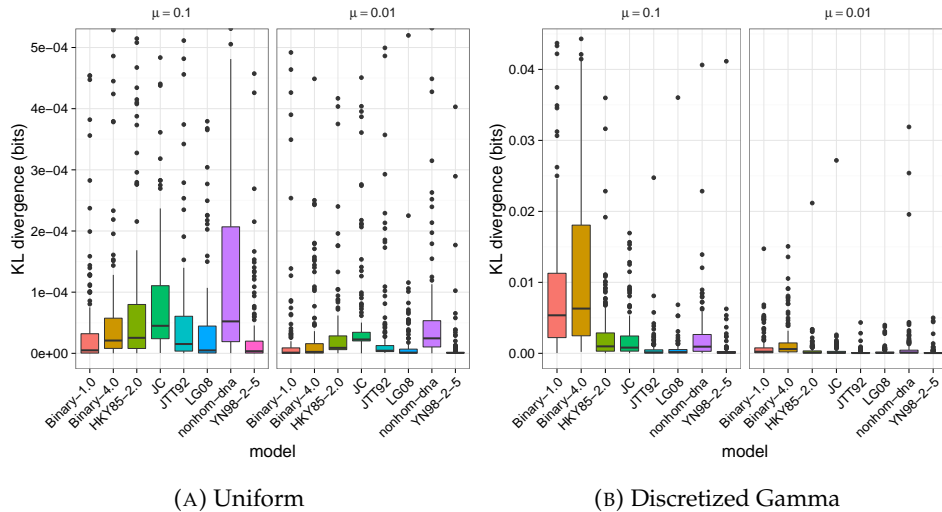 μ = 0.1
μ = 0.01
5e−04
4e−04
3e−04
2e−04
1e−04
0e+00
KL divergence (bits)
Binary−1.0
Binary−4.0
HKY85−2.0
JC
JTT92
LG08
nonhom−dna
YN98−2−5
Binary−1.0
Binary−4.0
HKY85−2.0
JC
JTT92
LG08
nonhom−dna
YN98−2−5
model
(A) Uniform
μ = 0.1
μ = 0.01
0.04
0.03
0.02
0.01
0.00
KL divergence (bits)
Binary−1.0
Binary−4.0
HKY85−2.0
JC
JTT92
LG08
nonhom−dna
YN98−2−5
Binary−1.0
Binary−4.0
HKY85−2.0
JC
JTT92
LG08
nonhom−dna
YN98−2−5
model
(B) Discretized Gamma